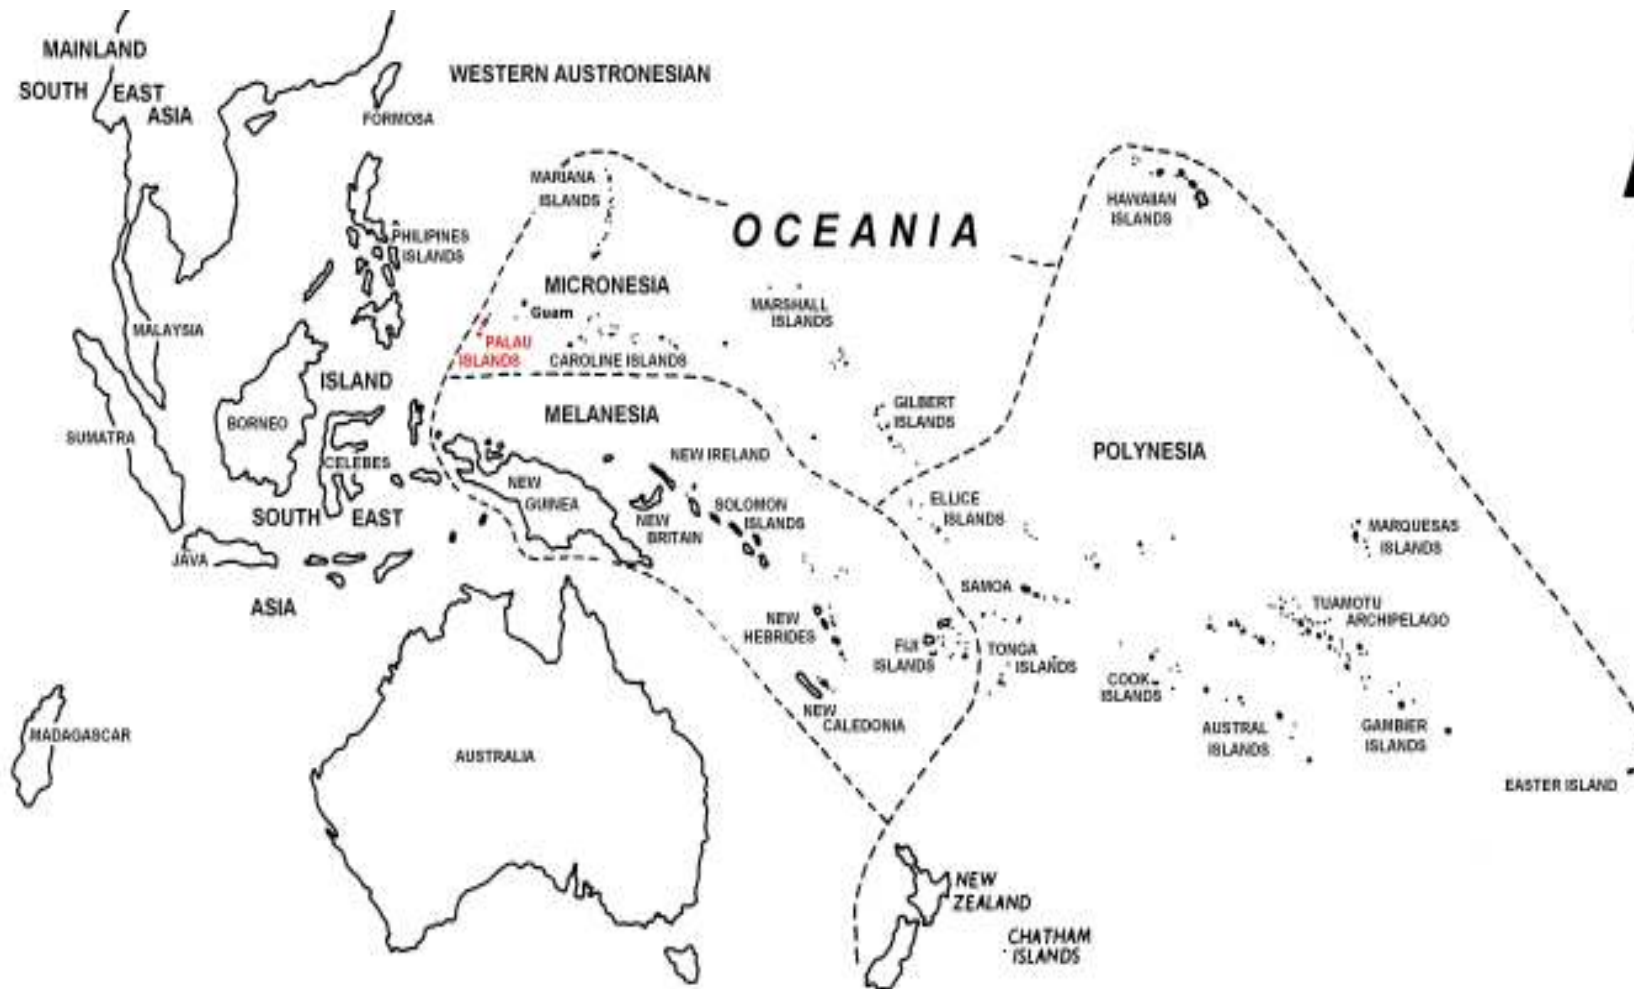 MAINLAND
SOUTH EAST
ASIA
WESTERN AUSTRONESIAN
FORMOSA
MARIANA
ISLANDS
HAWAIIAN
ISLANDS
OCEANIA
PHILIPINES
ISLANDS
MICRONESIA
Guam
MARSHALL
ISLANDS
MALAYSIA
PALAU
ISLANDS
CAROLINE ISLANDS
ISLAND
MELANESIA
GILBERT
ISLANDS
BORNEO
SUMATRA
CELEBES
NEW IRELAND
POLYNESIA
NEW
GUINEA
ELLICE
ISLANDS
SOUTH EAST
NEW
BRITAIN
SOLOMON
ISLANDS
MARQUESAS
ISLANDS
JAVA
SAMOA
ASIA
TUAMOTU
ARCHIPELAGO
NEW
HEBRIDES
FIJI
ISLANDS
TONGA
ISLANDS
COOK
ISLANDS
NEW
CALEDONIA
AUSTRAL
ISLANDS
GAMBIER
ISLANDS
MADAGASCAR
AUSTRALIA
EASTER ISLAND
NEW
ZEALAND
CHATHAM
ISLANDS